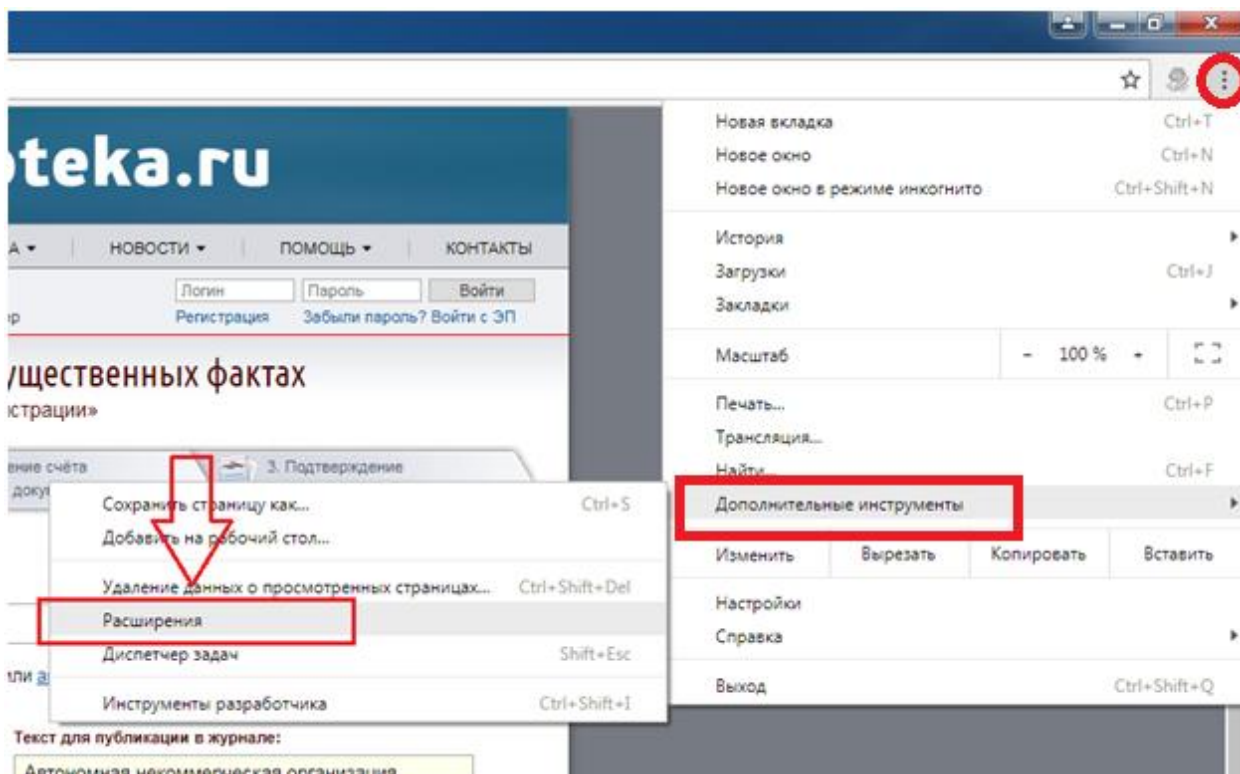 teka.ru
НОВОСТИ
ПОМОЩЬ
КОНТАКТЫ
Логин
Пароль
Войти
Регистрация
Забыли пароль?
Войти с ЭП
ущественных фактах
страции»
ение счёта
3. Подтверждение
Новая вкладка Ctrl+T
Новое окно Ctrl+N
Новое окно в режиме инкогнито Ctrl+Shift+N
История
Загрузки Ctrl+J
Закладки
Масштаб - 100 % +
Печать... Ctrl+P
Трансляция...
Найти... Ctrl+F
Дополнительные инструменты
Изменить Вырезать Копировать Вставить
Настройки
Справка
Выход Ctrl+Shift+Q
Сохранить страницу как... Ctrl+S
Добавить на рабочий стол...
Удаление данных о просмотренных страницах... Ctrl+Shift+Del
Расширения
Диспетчер задач Shift+Esc
Инструменты разработчика Ctrl+Shift+I
или
Текст для публикации в журнале:
Автономная некоммерческая организация